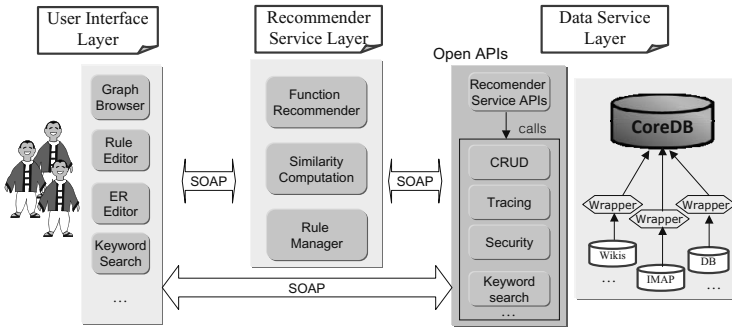 User Interface
Layer
Recommender
Service Layer
Data Service
Layer
Open APIs
Graph
Browser
Rule
Editor
ER
Editor
Keyword
Search
...
SOAP
Function
Recommender
Similarity
Computation
Rule
Manager
SOAP
SOAP
Recomender
Service APIs
calls
CRUD
Tracing
Security
Keyword
search
...
CoreDB
Wrapper
Wrapper
Wrapper
Wikis
IMAP
DB
...
...